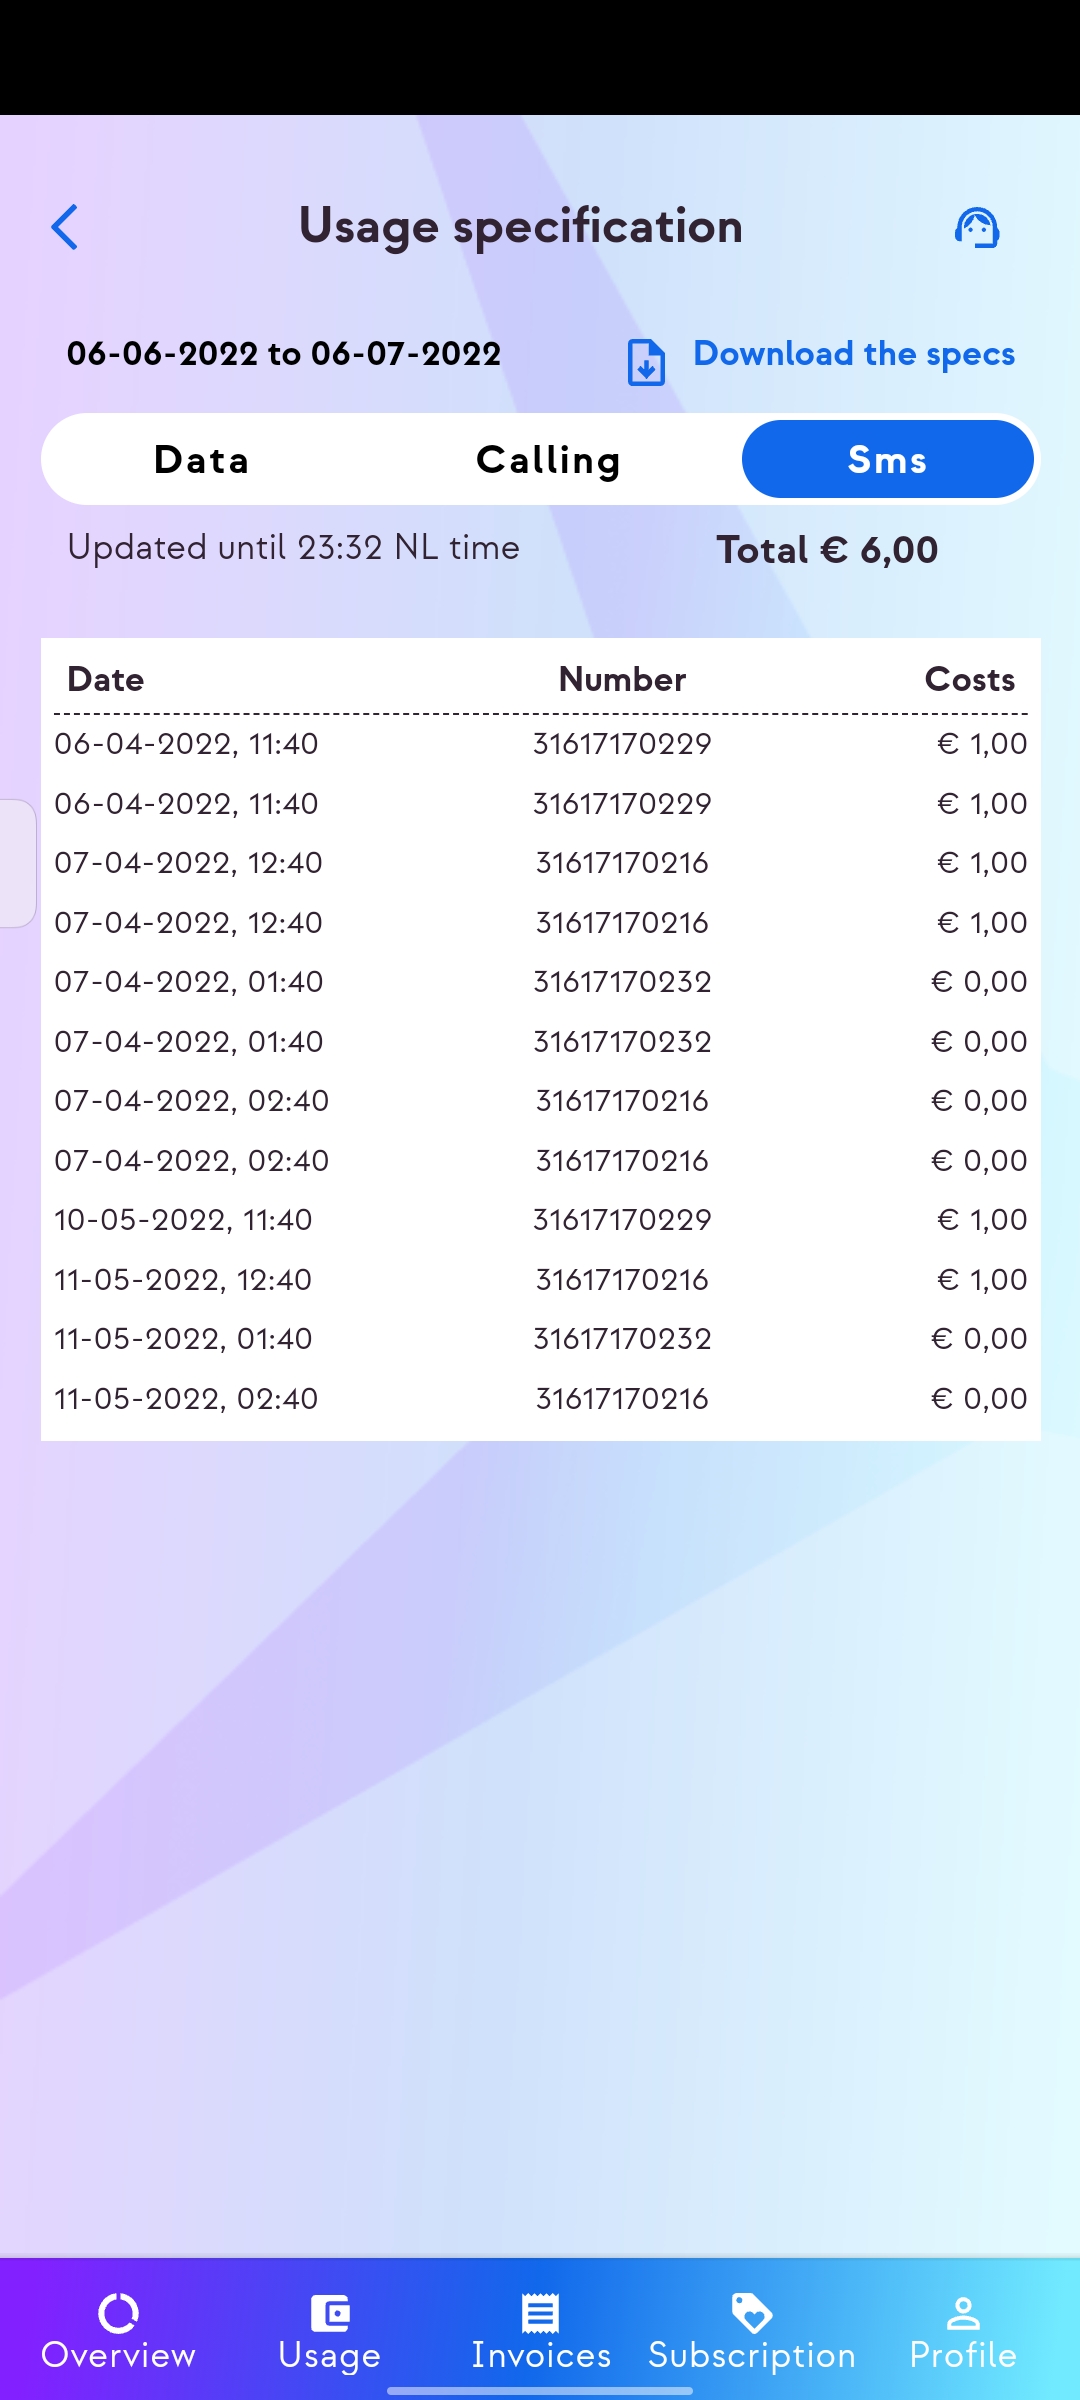 Usage specification
06-06-2022 to 06-07-2022 Download the specs
Data Calling Sms
Updated until 23:32 NL time Total € 6,00
Date Number Costs
06-04-2022, 11:40 31617170229 € 1,00
06-04-2022, 11:40 31617170229 € 1,00
07-04-2022, 12:40 31617170216 € 1,00
07-04-2022, 12:40 31617170216 € 1,00
07-04-2022, 01:40 31617170232 € 0,00
07-04-2022, 01:40 31617170232 € 0,00
07-04-2022, 02:40 31617170216 € 0,00
07-04-2022, 02:40 31617170216 € 0,00
10-05-2022, 11:40 31617170229 € 1,00
11-05-2022, 12:40 31617170216 € 1,00
11-05-2022, 01:40 31617170232 € 0,00
11-05-2022, 02:40 31617170216 € 0,00
Overview Usage Invoices Subscription Profile